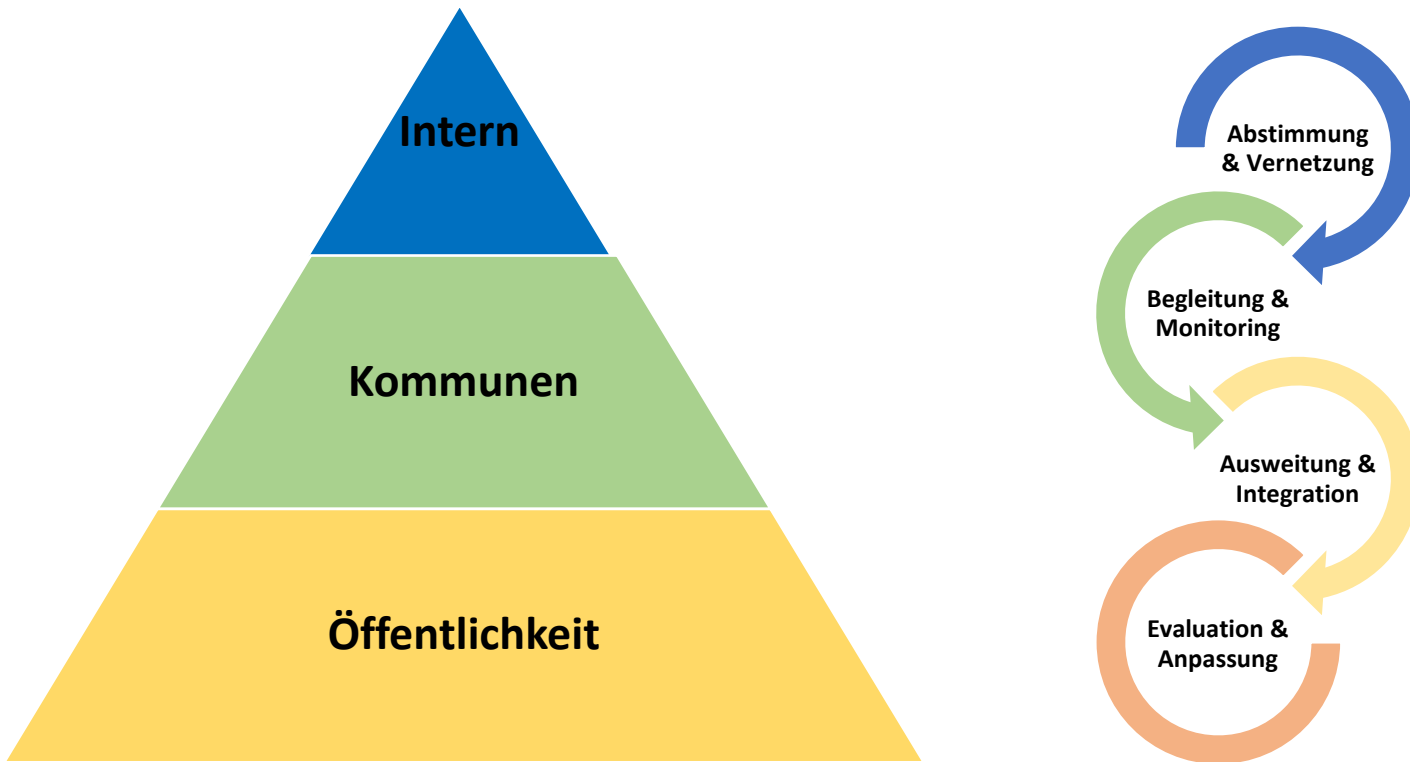 Intern
Kommunen
Öffentlichkeit
Abstimmung
& Vernetzung
Begleitung &
Monitoring
Ausweitung &
Integration
Evaluation &
Anpassung